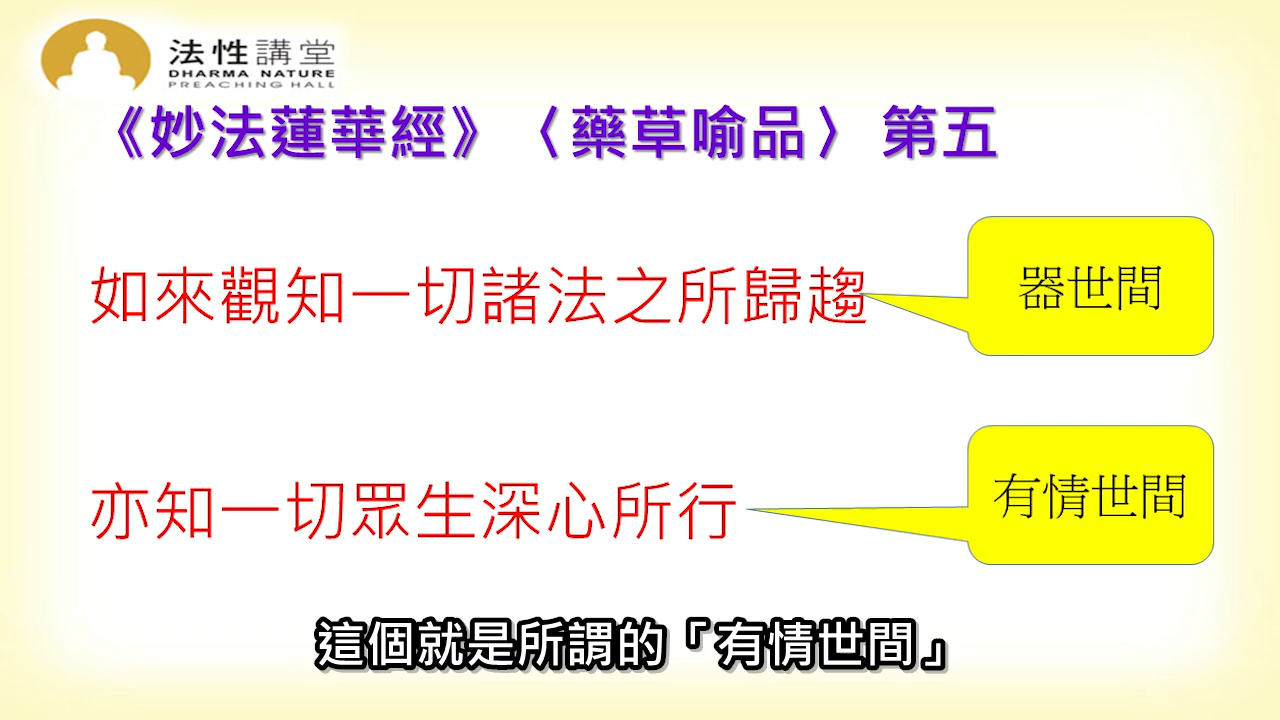 法性講堂
DHARMA NATURE
PREACHING HALL
《妙法蓮華經》〈藥草喻品〉第五
如來觀知一切諸法之所歸趨
器世間
亦知一切眾生深心所行
有情世間
這個就是所謂的「有情世間」